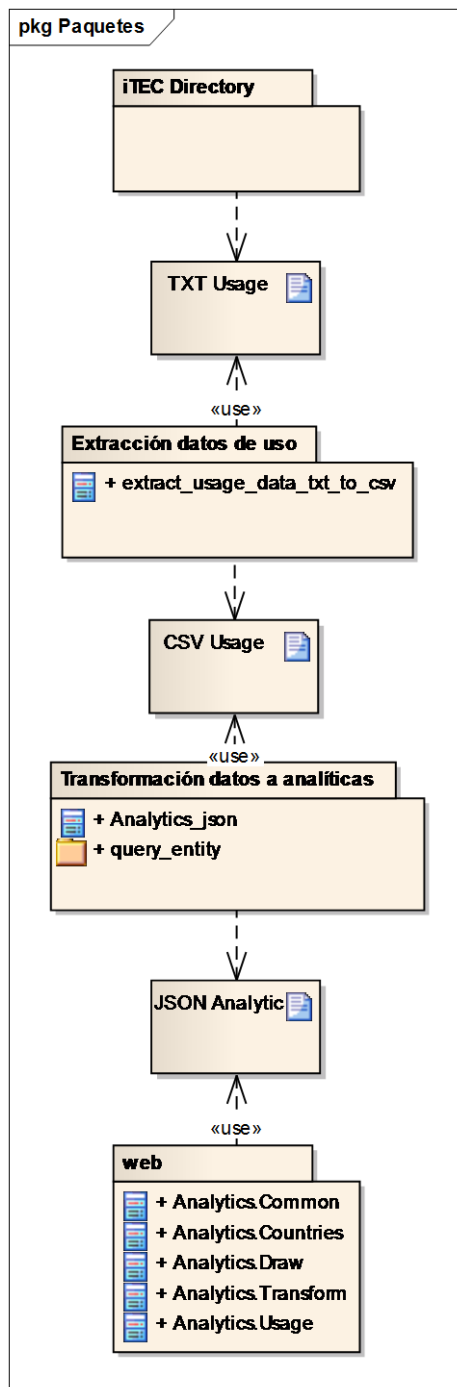 pkg Paquetes
iTEC Directory
TXT Usage
«use»
Extracción datos de uso
+ extract_usage_data_txt_to_csv
CSV Usage
«use»
Transformación datos a analíticas
+ Analytics_json
+ query_entity
JSON Analytic
«use»
web
+ Analytics.Common
+ Analytics.Countries
+ Analytics.Draw
+ Analytics.Transform
+ Analytics.Usage